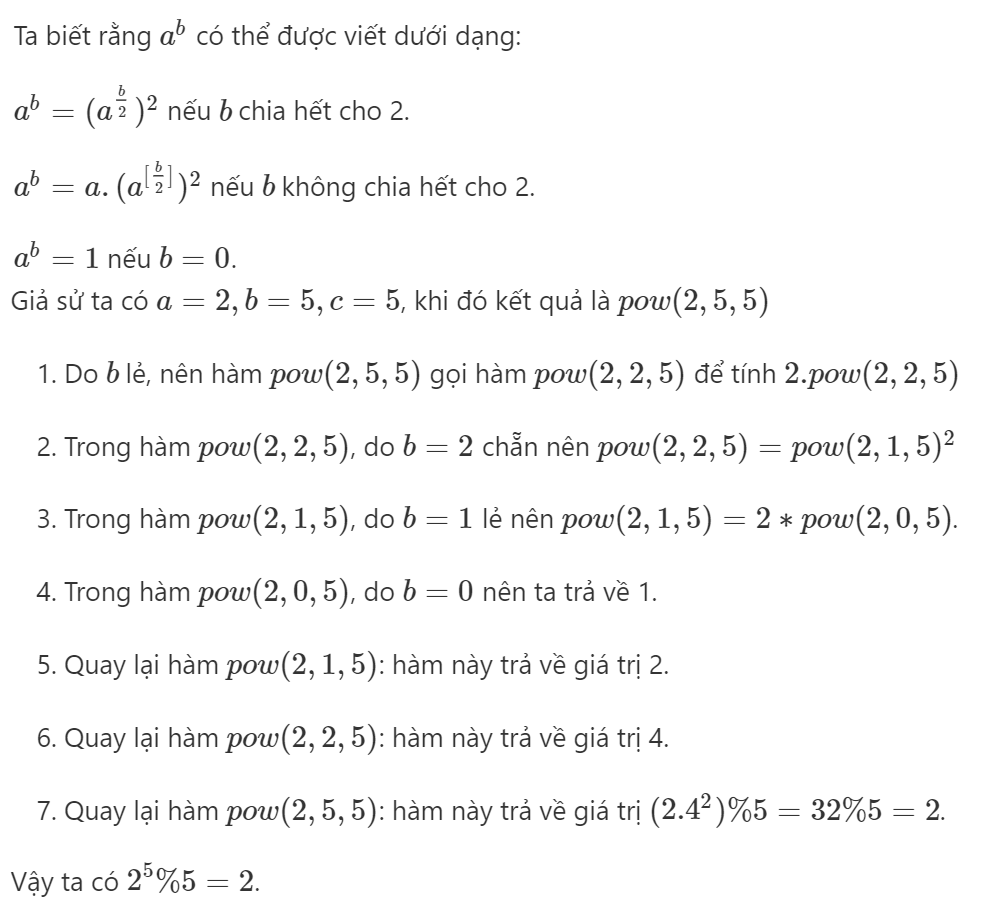 Ta biết rằng $a^b$ có thể được viết dưới dạng:
$a^b = (a^{\frac{b}{2}})^2$ nếu $b$ chia hết cho 2.
$a^b = a.(a^{[\frac{b}{2}]})^2$ nếu $b$ không chia hết cho 2.
$a^b = 1$ nếu $b = 0$.
Giả sử ta có $a = 2, b = 5, c = 5$, khi đó kết quả là $pow(2, 5, 5)$
1. Do $b$ lẻ, nên hàm $pow(2, 5, 5)$ gọi hàm $pow(2, 2, 5)$ để tính $2.pow(2, 2, 5)$
2. Trong hàm $pow(2, 2, 5)$, do $b = 2$ chẵn nên $pow(2, 2, 5) = pow(2, 1, 5)^2$
3. Trong hàm $pow(2, 1, 5)$, do $b = 1$ lẻ nên $pow(2, 1, 5) = 2 * pow(2, 0, 5)$.
4. Trong hàm $pow(2, 0, 5)$, do $b = 0$ nên ta trả về 1.
5. Quay lại hàm $pow(2, 1, 5)$: hàm này trả về giá trị 2.
6. Quay lại hàm $pow(2, 2, 5)$: hàm này trả về giá trị 4.
7. Quay lại hàm $pow(2, 5, 5)$: hàm này trả về giá trị $(2.4^2)\%5 = 32\%5 = 2$.
Vậy ta có $2^5\%5 = 2$.